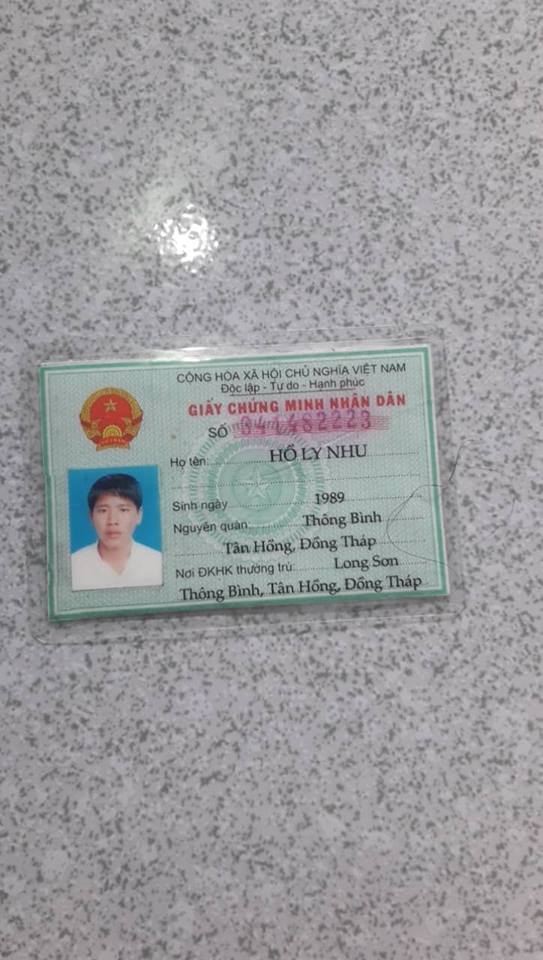 CỘNG HÒA XÃ HỘI CHỦ NGHĨA VIỆT NAM
Độc lập - Tự do - Hạnh phúc
GIẤY CHỨNG MINH NHÂN DÂN
SỐ 341482223
Họ tên: HỒ LY NHU
Sinh ngày 1989
Nguyên quán: Thông Bình
Tân Hồng, Đồng Tháp
Nơi ĐKHK thường trú: Long Sơn
Thông Bình, Tân Hồng, Đồng Tháp
VIỆT NAM